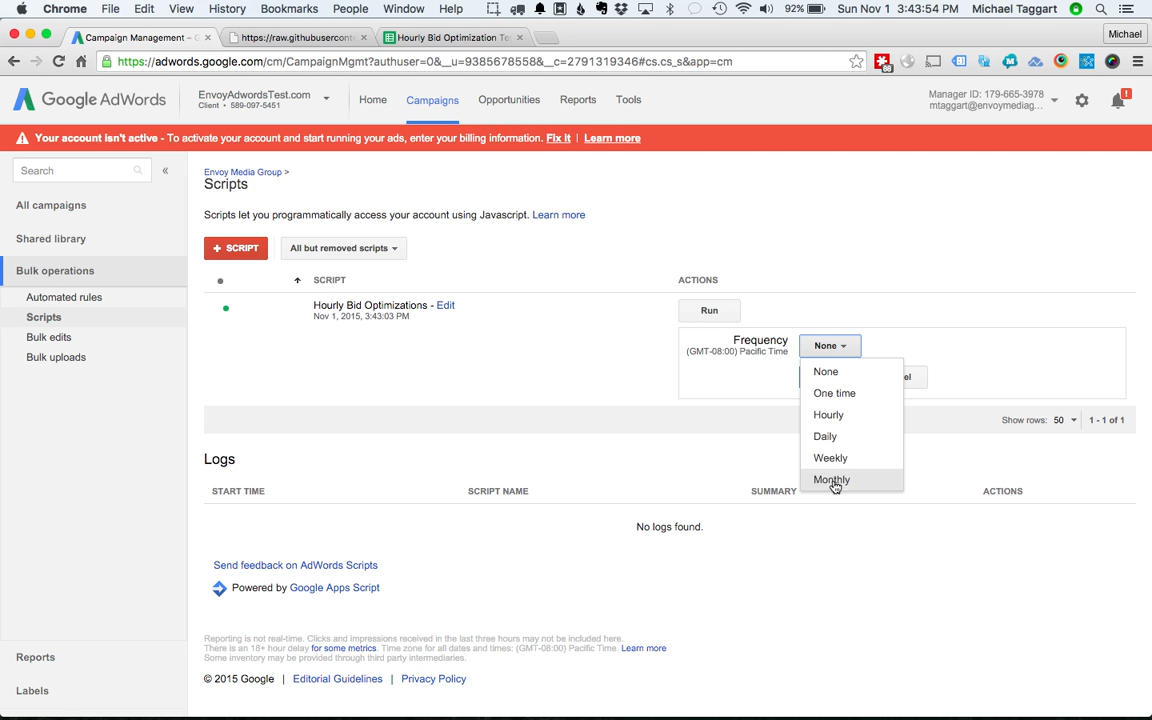 Chrome File Edit View History Bookmarks People Window Help 92% Sun Nov 1 3:43:54 PM Michael Taggart
Campaign Management – × https://raw.githubuserconte × Hourly Bid Optimization Te × Michael
https://adwords.google.com/cm/CampaignMgmt?authuser=0&__u=9385678558&__c=2791319346#cs.cs_s&app=cm
Google AdWords
EnvoyAdwordsTest.com
Client • 589-097-5451
Home Campaigns Opportunities Reports Tools
Manager ID: 179-665-3978
mtaggart@envoymediag...
!
Your account isn't active - To activate your account and start running your ads, enter your billing information. Fix It | Learn more
Search «
All campaigns
Shared library
Bulk operations
Automated rules
Scripts
Bulk edits
Bulk uploads
Reports
Labels
Envoy Media Group >
Scripts
Scripts let you programmatically access your account using Javascript. Learn more
+ SCRIPT All but removed scripts
SCRIPT ACTIONS
Hourly Bid Optimizations - Edit
Nov 1, 2015, 3:43:03 PM
Run
Frequency
(GMT-08:00) Pacific Time
None
None
One time
Hourly
Daily
Weekly
Monthly
el
Show rows: 50 1 - 1 of 1
Logs
START TIME SCRIPT NAME SUMMARY ACTIONS
No logs found.
Send feedback on AdWords Scripts
Powered by Google Apps Script
Reporting is not real-time. Clicks and impressions received in the last three hours may not be included here.
There is an 18+ hour delay for some metrics. Time zone for all dates and times: (GMT-08:00) Pacific Time. Learn more
Some inventory may be provided through third party intermediaries.
© 2015 Google | Editorial Guidelines | Privacy Policy